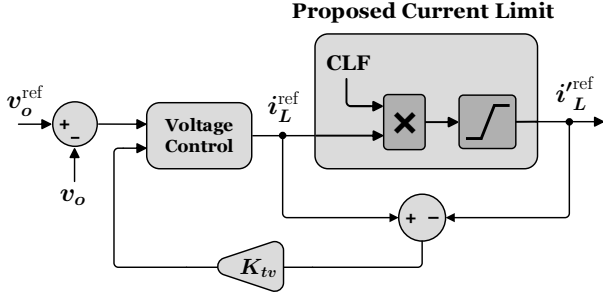 Proposed Current Limit
CLF
v_o^ref
i_L^ref
i'_L^ref
+
−
Voltage
Control
×
v_o
+ −
K_tv